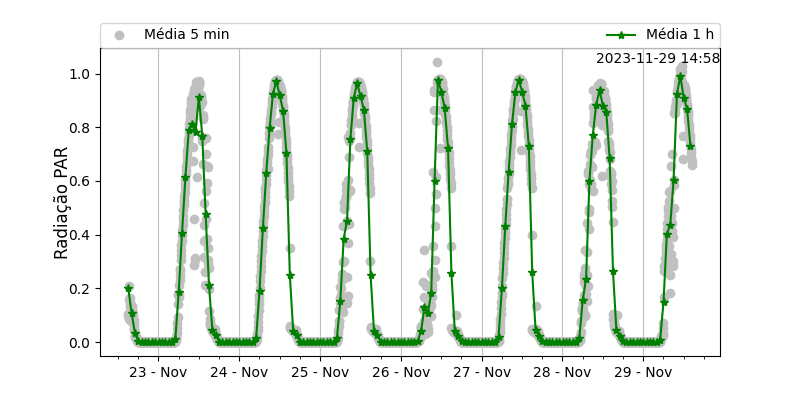 Média 5 min
Média 1 h
2023-11-29 14:58
Radiação PAR
1.0
0.8
0.6
0.4
0.2
0.0
23 - Nov
24 - Nov
25 - Nov
26 - Nov
27 - Nov
28 - Nov
29 - Nov